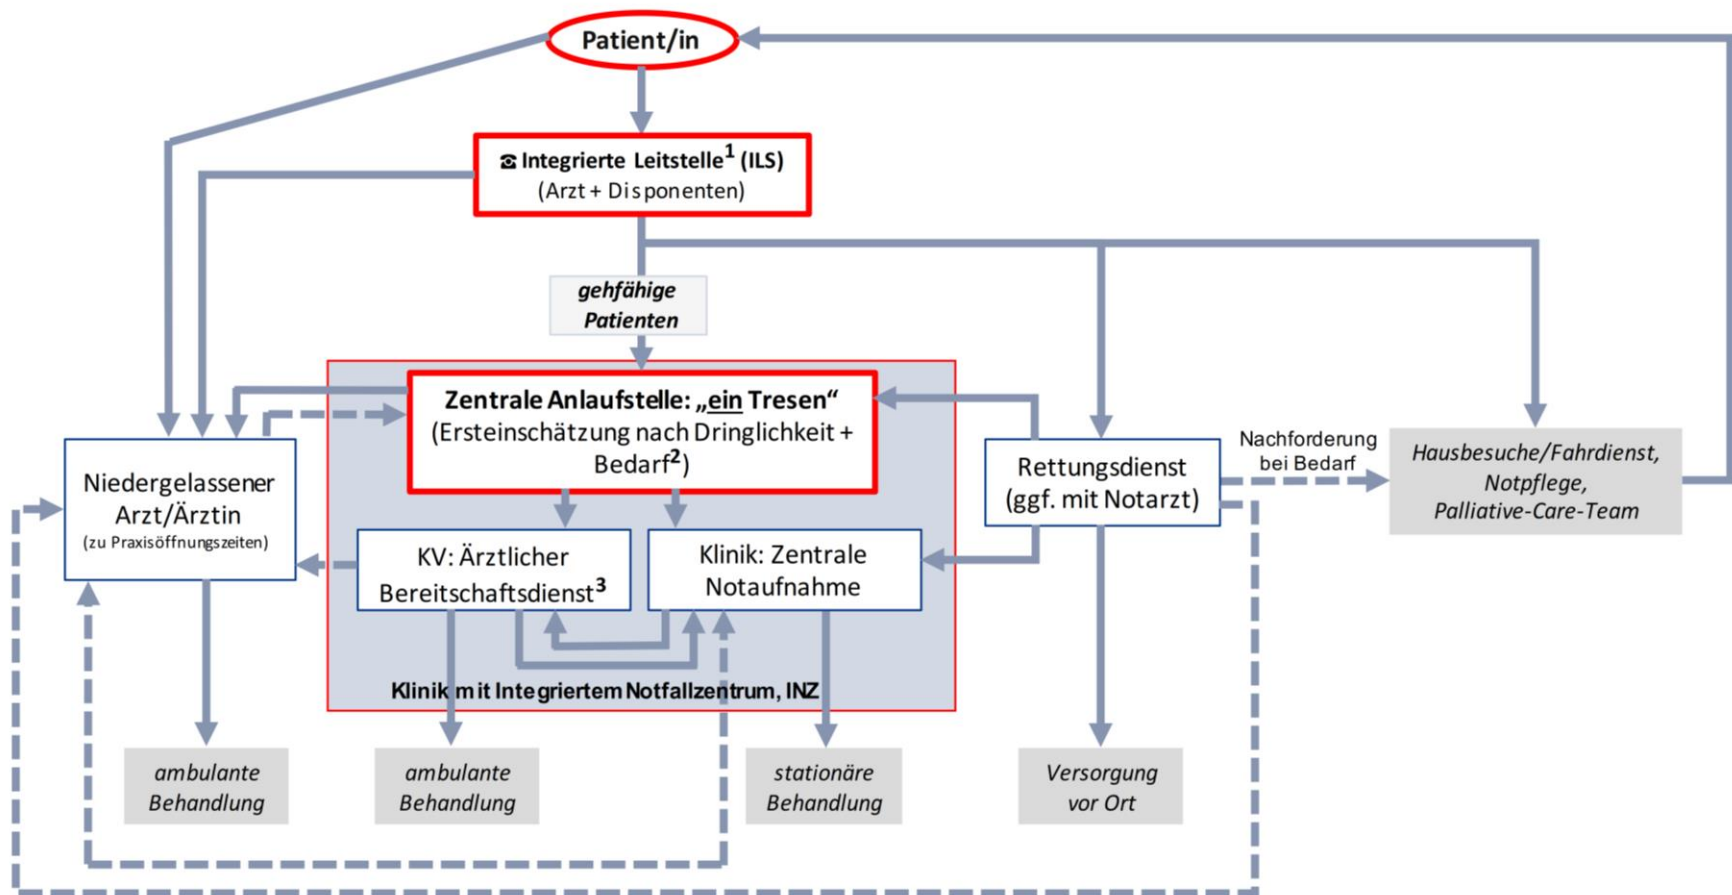 Patient/in
☎ Integrierte Leitstelle¹ (ILS)
(Arzt + Disponenten)
gehfähige
Patienten
Zentrale Anlaufstelle: „ein Tresen“
(Ersteinschätzung nach Dringlichkeit +
Bedarf²)
Niedergelassener
Arzt/Ärztin
(zu Praxisöffnungszeiten)
KV: Ärztlicher
Bereitschaftsdienst³
Klinik: Zentrale
Notaufnahme
Klinik mit Integriertem Notfallzentrum, INZ
Rettungsdienst
(ggf. mit Notarzt)
Nachforderung
bei Bedarf
Hausbesuche/Fahrdienst,
Notpflege,
Palliative-Care-Team
ambulante
Behandlung
ambulante
Behandlung
stationäre
Behandlung
Versorgung
vor Ort